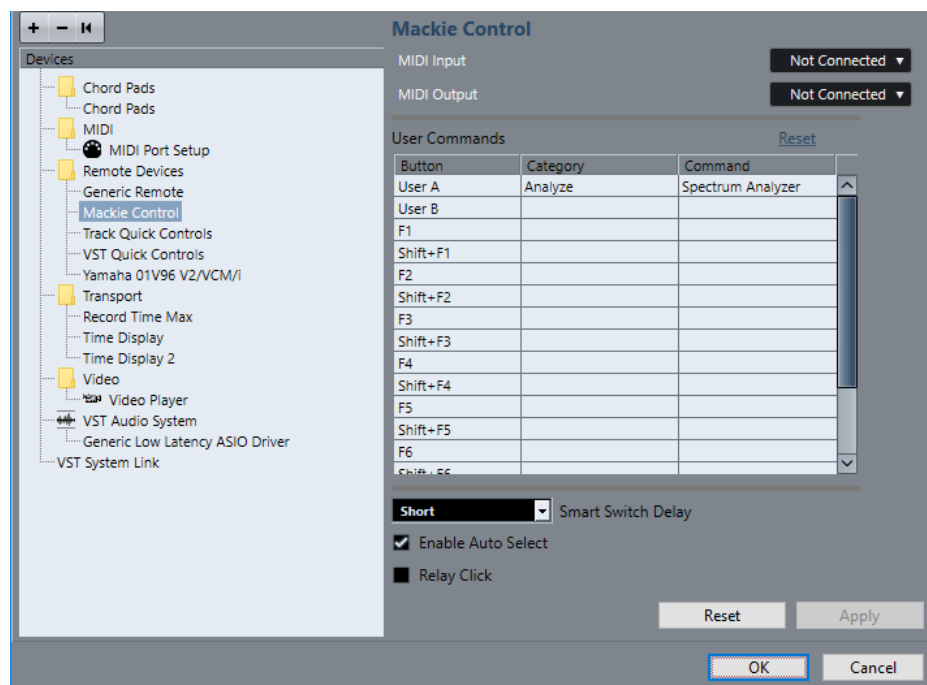 + -
Devices
Chord Pads
Chord Pads
MIDI
MIDI Port Setup
Remote Devices
Generic Remote
Mackie Control
Track Quick Controls
VST Quick Controls
Yamaha 01V96 V2/VCM/i
Transport
Record Time Max
Time Display
Time Display 2
Video
Video Player
VST Audio System
Generic Low Latency ASIO Driver
VST System Link
Mackie Control
MIDI Input Not Connected
MIDI Output Not Connected
User Commands Reset
Button Category Command
User A Analyze Spectrum Analyzer
User B
F1
Shift+F1
F2
Shift+F2
F3
Shift+F3
F4
Shift+F4
F5
Shift+F5
F6
Shift+F6
Short Smart Switch Delay
Enable Auto Select
Relay Click
Reset Apply
OK Cancel